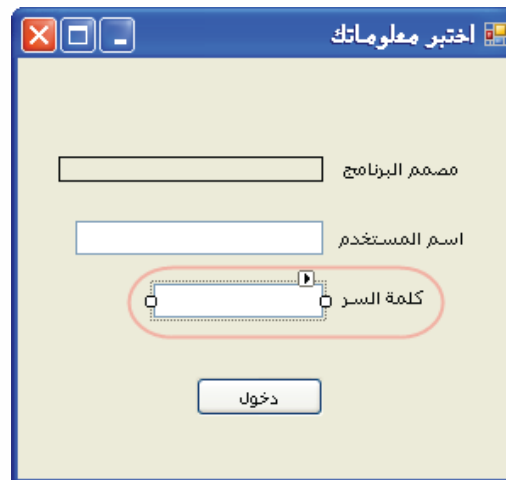 اختبر معلوماتك
مصمم البرنامج
اسم المستخدم
كلمة السر
دخول